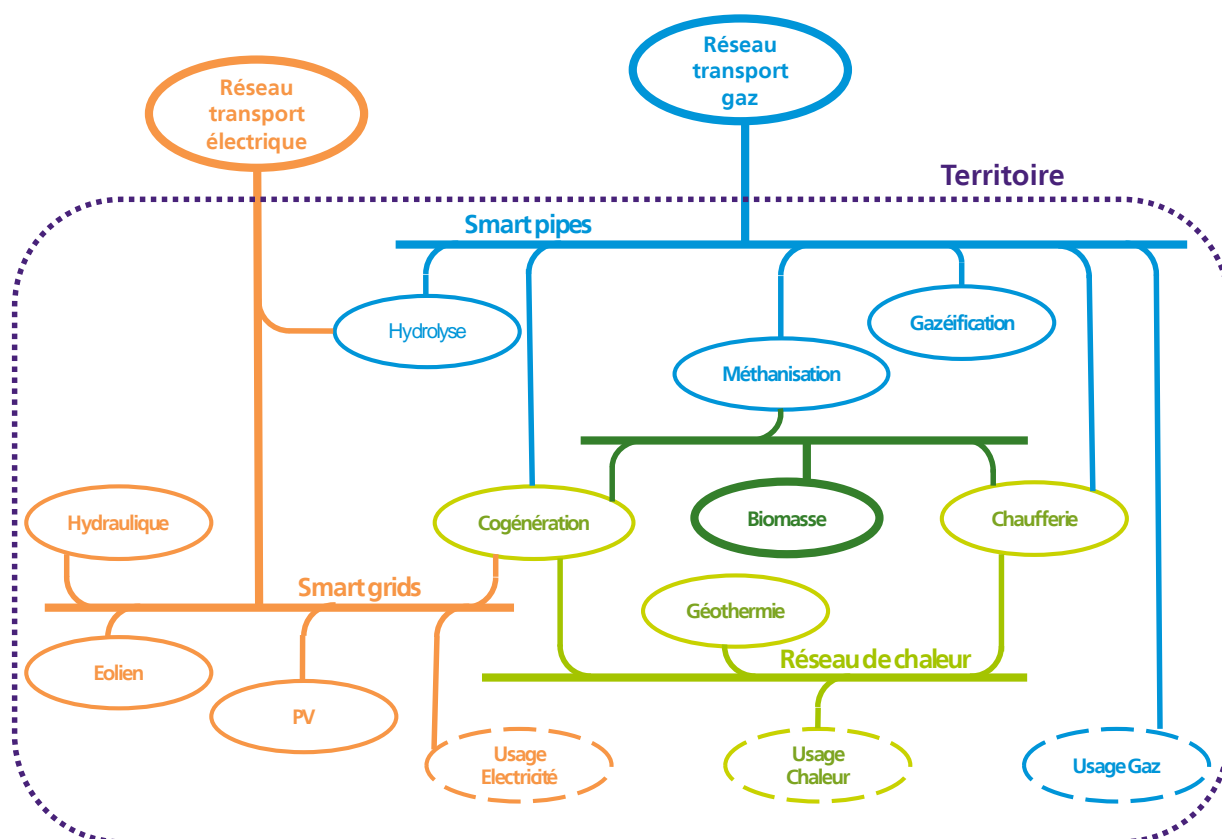 Réseau
transport
gaz
Réseau
transport
électrique
Territoire
Smart pipes
Hydrolyse
Gazéification
Méthanisation
Hydraulique
Cogénération
Biomasse
Chaufferie
Smart grids
Géothermie
Eolien
Réseau de chaleur
PV
Usage
Electricité
Usage
Chaleur
Usage Gaz